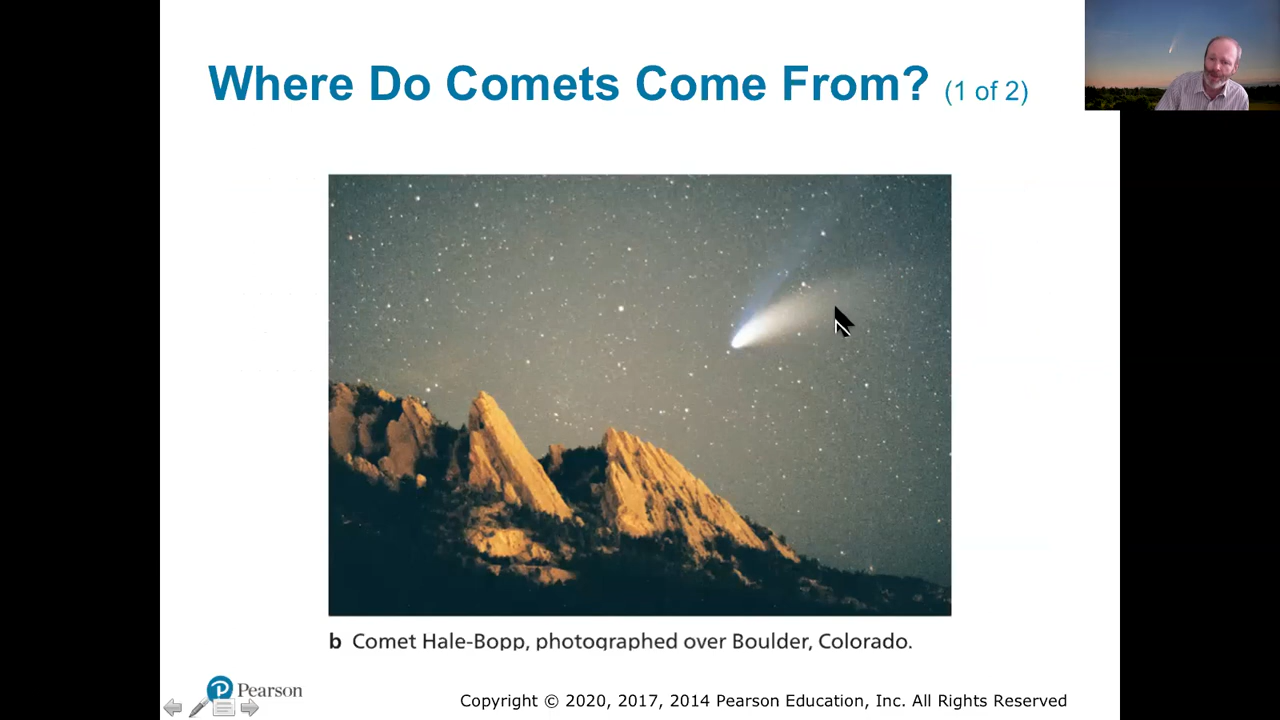 Where Do Comets Come From? (1 of 2)
b Comet Hale-Bopp, photographed over Boulder, Colorado.
P Pearson
Copyright © 2020, 2017, 2014 Pearson Education, Inc. All Rights Reserved